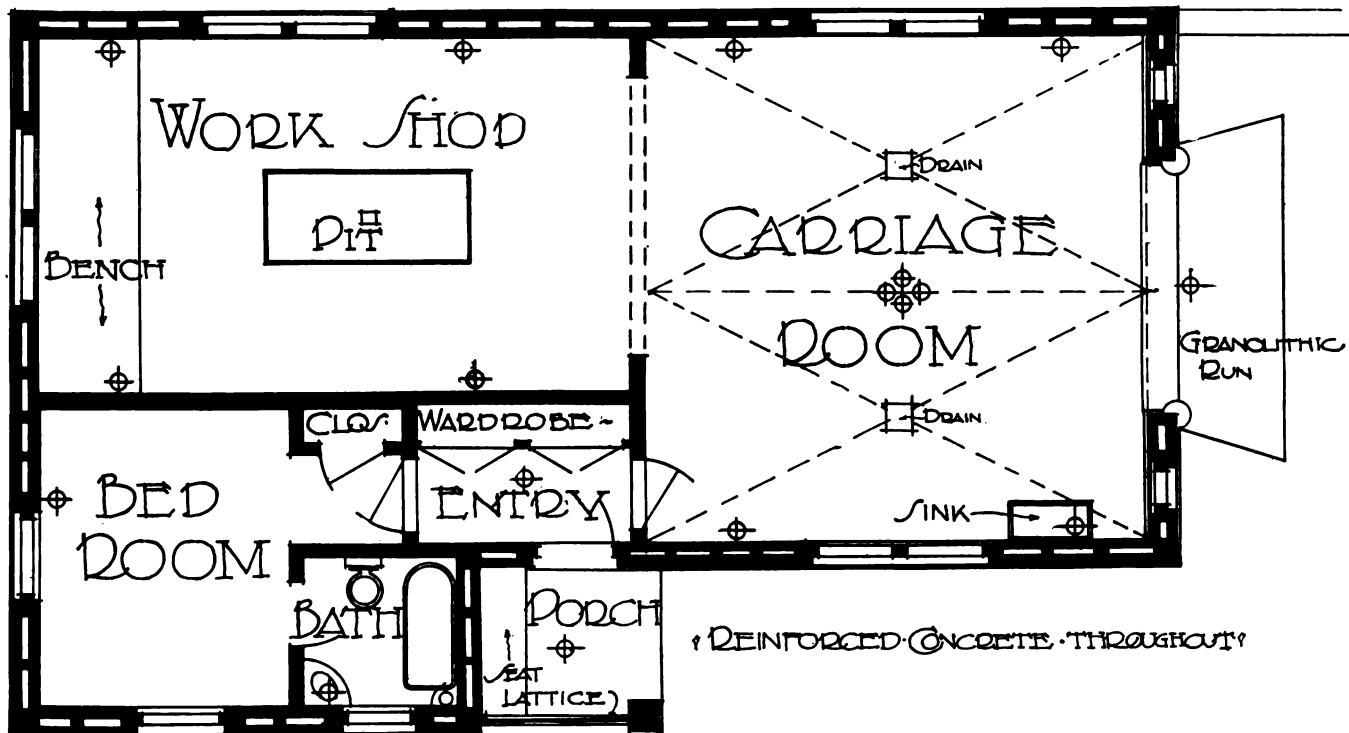 WORK SHOP
PIT
BENCH
DRAIN
CARRIAGE
ROOM
GRANOLITHIC
RUN
DRAIN
SINK
CLOS.
WARDROBE
ENTRY
BED
ROOM
BATH
PORCH
SEAT
LATTICE
REINFORCED·CONCRETE·THROUGHOUT